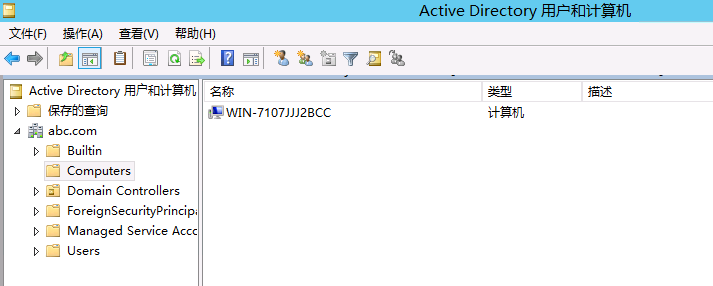 Active Directory 用户和计算机
文件(F) 操作(A) 查看(V) 帮助(H)
Active Directory 用户和计算机
保存的查询
abc.com
Builtin
Computers
Domain Controllers
ForeignSecurityPrincipa
Managed Service Acco
Users
名称 类型 描述
WIN-7107JJJ2BCC 计算机